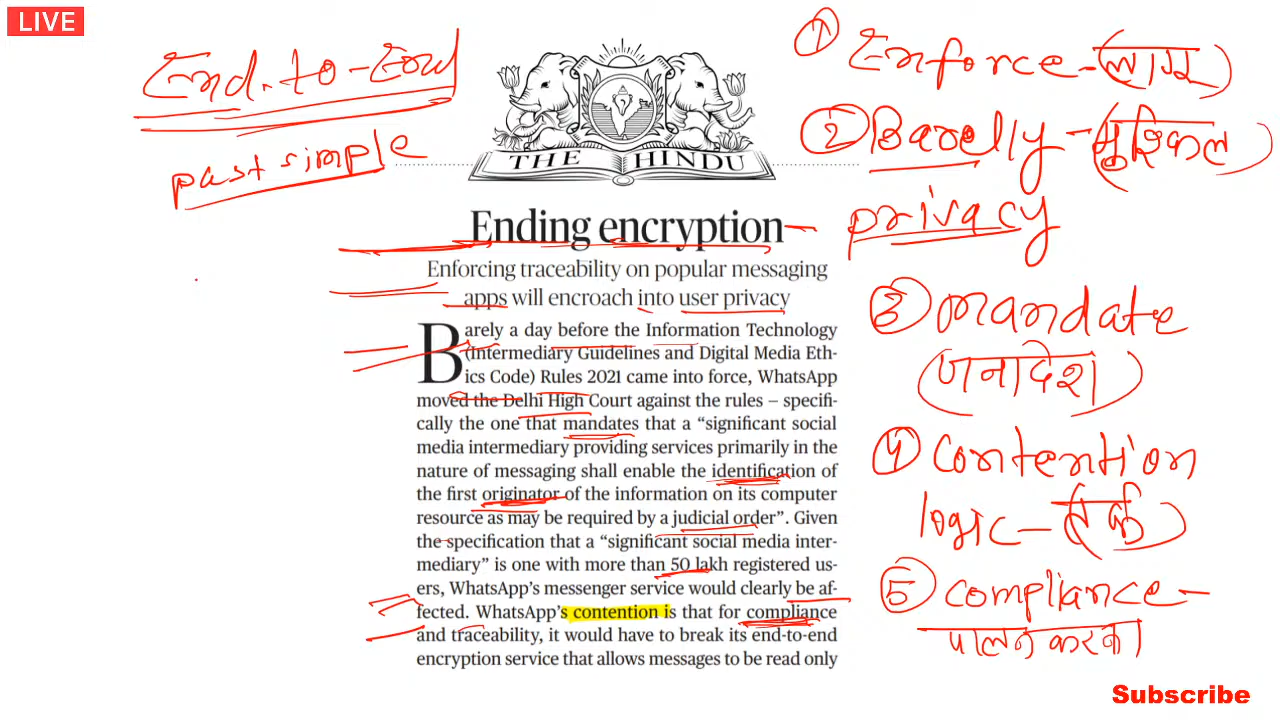 LIVE
End-to-End
past simple
THE HINDU
Ending encryption
Enforcing traceability on popular messaging
apps will encroach into user privacy
Barely a day before the Information Technology
(Intermediary Guidelines and Digital Media Eth-
ics Code) Rules 2021 came into force, WhatsApp
moved the Delhi High Court against the rules – specifi-
cally the one that mandates that a “significant social
media intermediary providing services primarily in the
nature of messaging shall enable the identification of
the first originator of the information on its computer
resource as may be required by a judicial order”. Given
the specification that a “significant social media inter-
mediary” is one with more than 50 lakh registered us-
ers, WhatsApp’s messenger service would clearly be af-
fected. WhatsApp’s contention is that for compliance
and traceability, it would have to break its end-to-end
encryption service that allows messages to be read only
① Enforce-(लागू)
② Barelly-(मुश्किल)
privacy
③ mandate
(जनादेश)
④ contention
logic-(तर्क)
⑤ compliance-
पालन करना
Subscribe